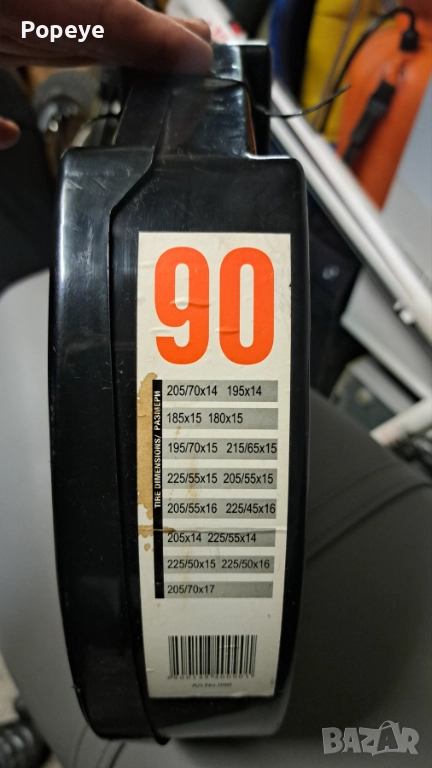 Popeye
90
TIRE DIMENSIONS/ РАЗМЕРИ
205/70x14 195x14
185x15 180x15
195/70x15 215/65x15
225/55x15 205/55x15
205/55x16 225/45x16
205x14 225/55x14
225/50x15 225/50x16
205/70x17
BAZAR